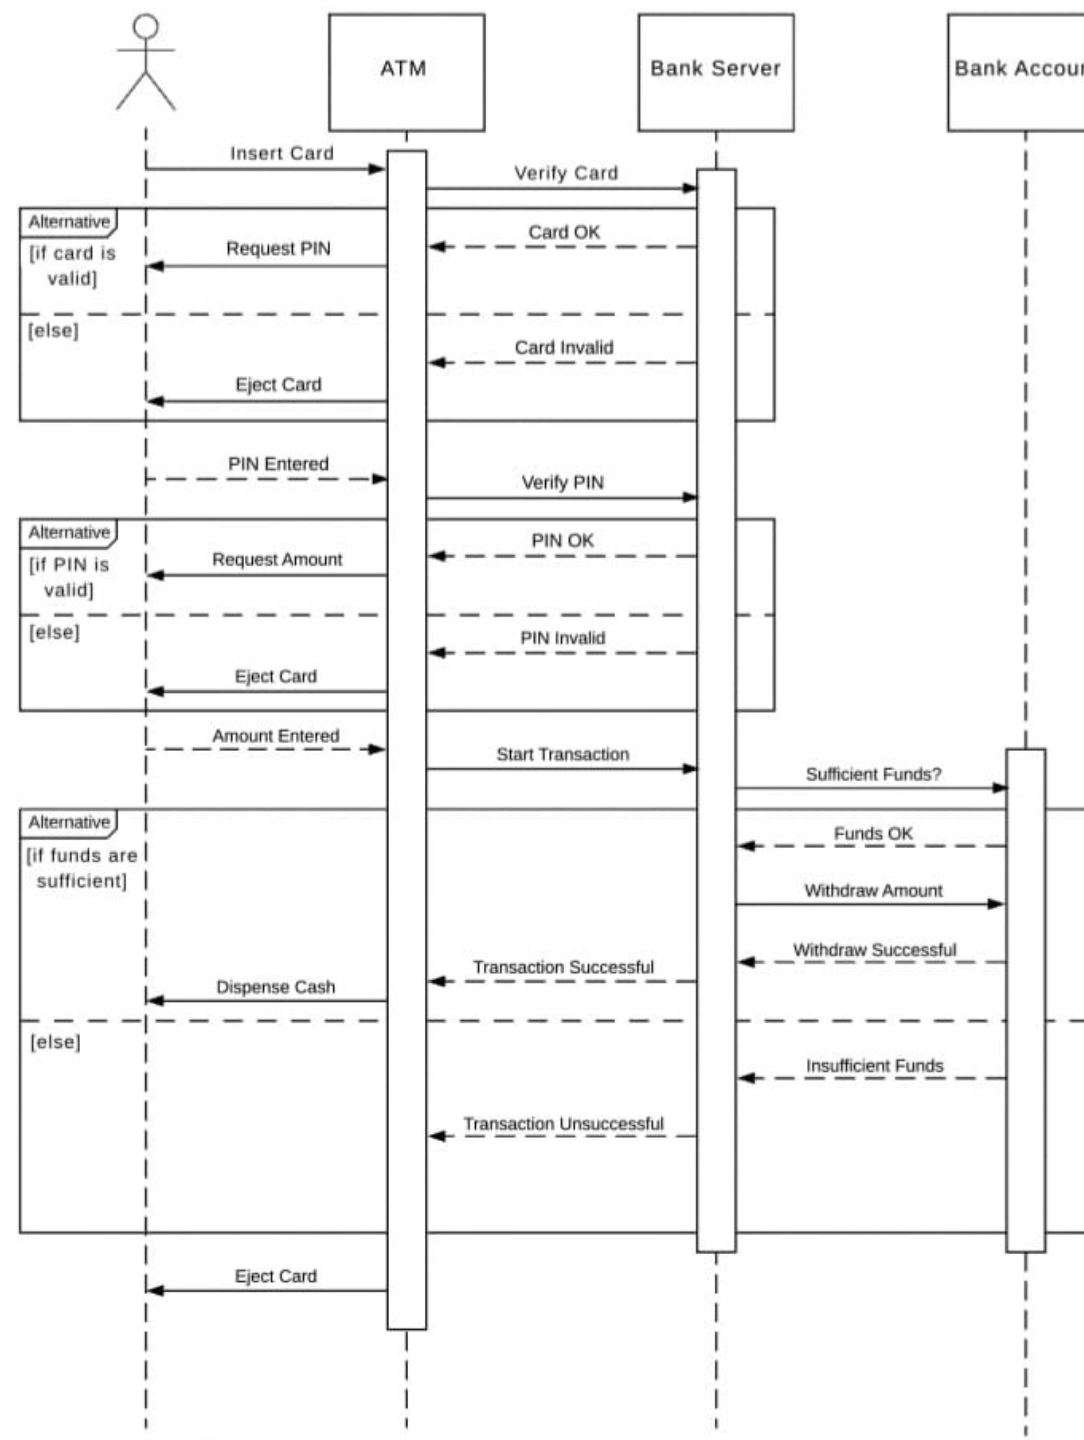 ATM
Bank Server
Bank Accoun
Insert Card
Verify Card
Alternative
[if card is
valid]
Card OK
Request PIN
[else]
Card Invalid
Eject Card
PIN Entered
Verify PIN
Alternative
[if PIN is
valid]
PIN OK
Request Amount
[else]
PIN Invalid
Eject Card
Amount Entered
Start Transaction
Sufficient Funds?
Alternative
[if funds are
sufficient]
Funds OK
Withdraw Amount
Withdraw Successful
Transaction Successful
Dispense Cash
[else]
Insufficient Funds
Transaction Unsuccessful
Eject Card